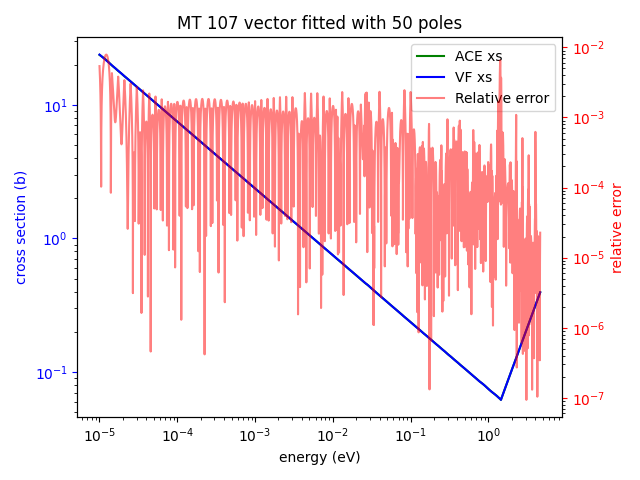 MT 107 vector fitted with 50 poles
ACE xs
VF xs
Relative error
cross section (b)
10^1
10^0
10^-1
10^-2
10^-3
10^-4
10^-5
10^-6
10^-7
relative error
10^-5 10^-4 10^-3 10^-2 10^-1 10^0
energy (eV)